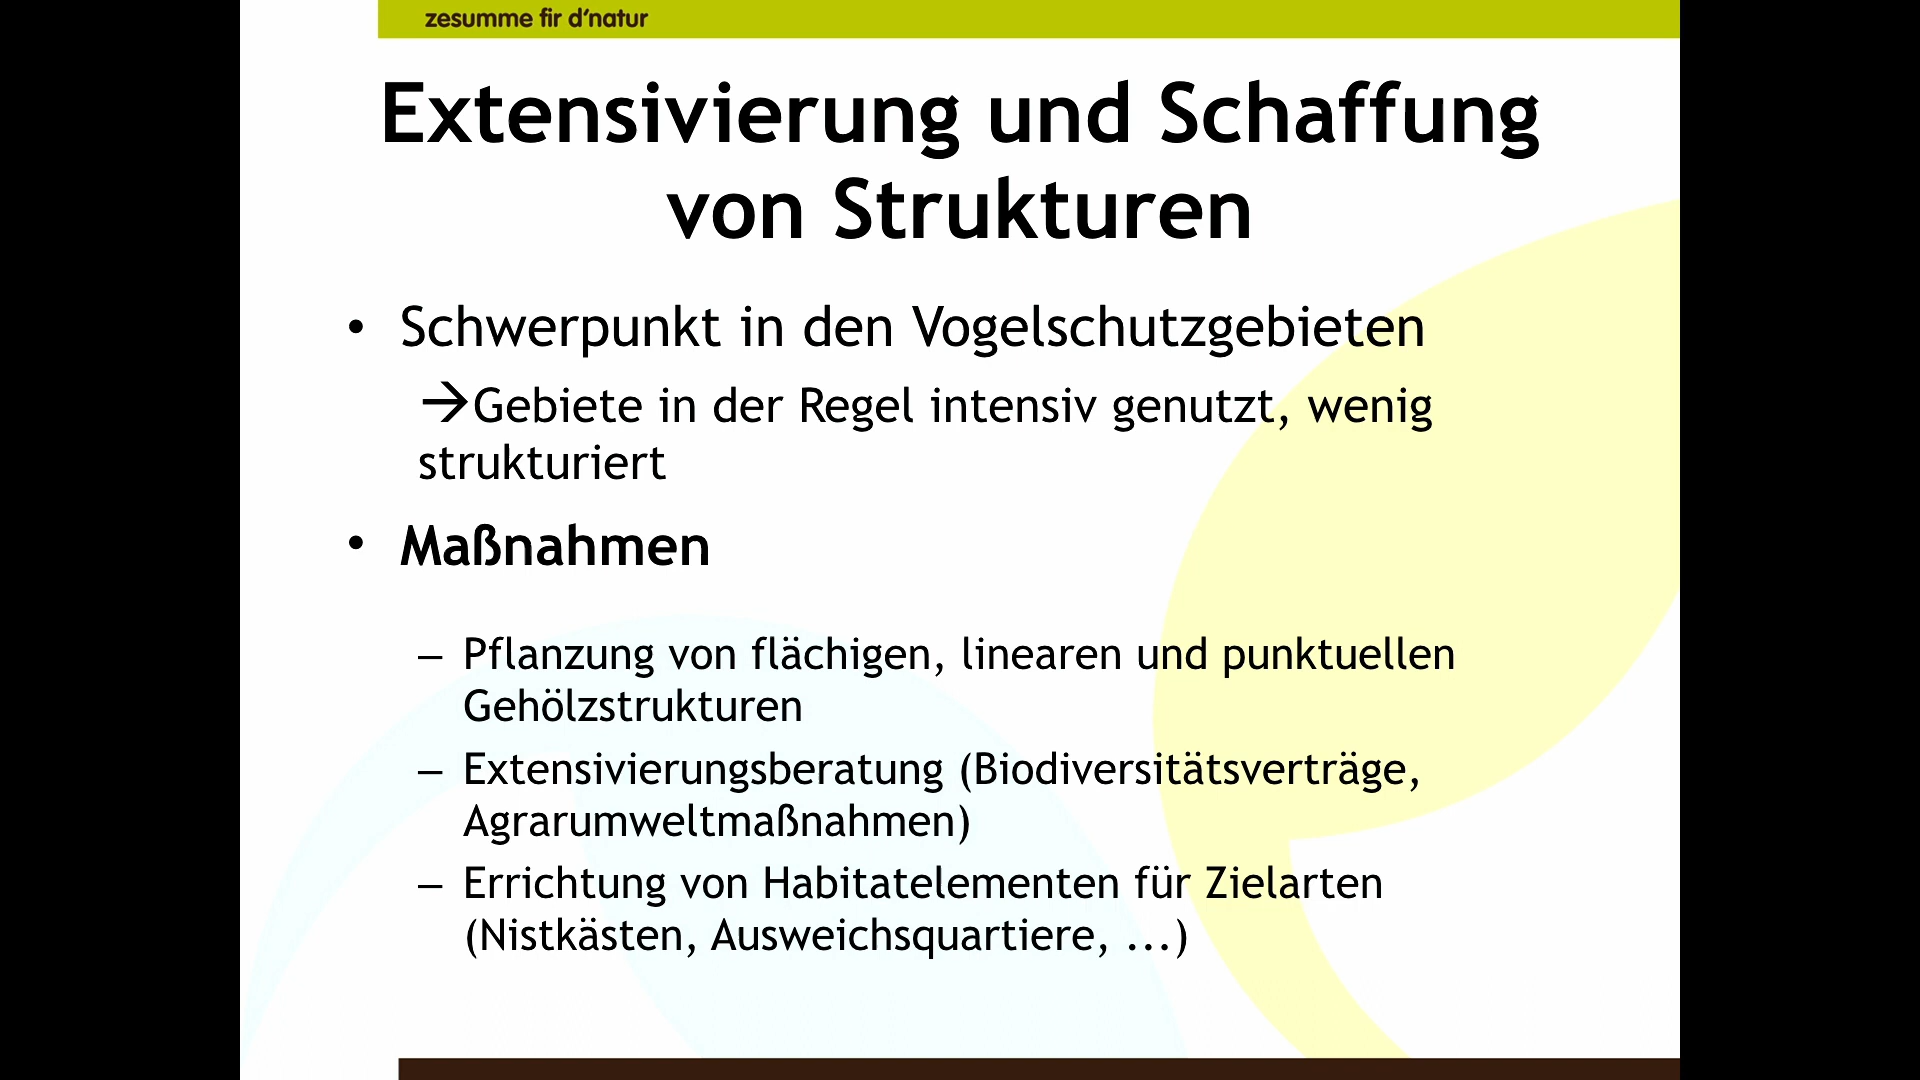 zesumme fir d'natur
Extensivierung und Schaffung
von Strukturen
• Schwerpunkt in den Vogelschutzgebieten
→Gebiete in der Regel intensiv genutzt, wenig
strukturiert
• Maßnahmen
– Pflanzung von flächigen, linearen und punktuellen
Gehölzstrukturen
– Extensivierungsberatung (Biodiversitätsverträge,
Agrarumweltmaßnahmen)
– Errichtung von Habitatelementen für Zielarten
(Nistkästen, Ausweichsquartiere, ...)